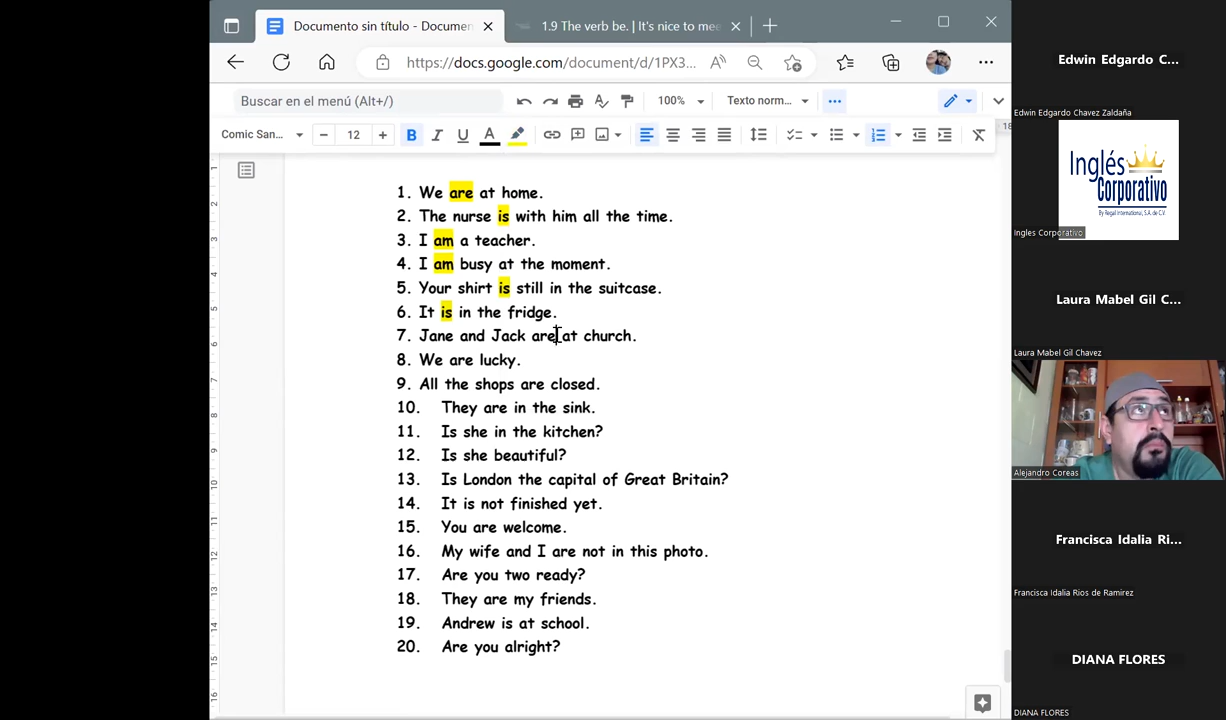 Documento sin título - Documen
1.9 The verb be. | It's nice to mee
https://docs.google.com/document/d/1PX3...
Buscar en el menú (Alt+/)
100%
Texto norm...
Comic San...
12
18
1. We are at home.
2. The nurse is with him all the time.
3. I am a teacher.
4. I am busy at the moment.
5. Your shirt is still in the suitcase.
6. It is in the fridge.
7. Jane and Jack are at church.
8. We are lucky.
9. All the shops are closed.
10. They are in the sink.
11. Is she in the kitchen?
12. Is she beautiful?
13. Is London the capital of Great Britain?
14. It is not finished yet.
15. You are welcome.
16. My wife and I are not in this photo.
17. Are you two ready?
18. They are my friends.
19. Andrew is at school.
20. Are you alright?
Edwin Edgardo C...
Edwin Edgardo Chavez Zaldaña
Inglés
Corporativo
By Regal International, S.A. de C.V.
Ingles Corporativo
Laura Mabel Gil C...
Laura Mabel Gil Chavez
Alejandro Coreas
Francisca Idalia Ri...
Francisca Idalia Rios de Ramirez
DIANA FLORES
DIANA FLORES